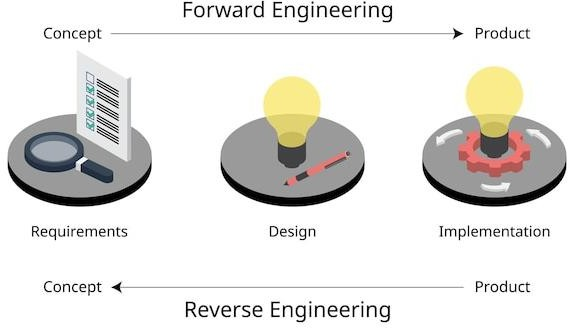 Forward Engineering
Concept Product
Requirements Design Implementation
Concept Product
Reverse Engineering